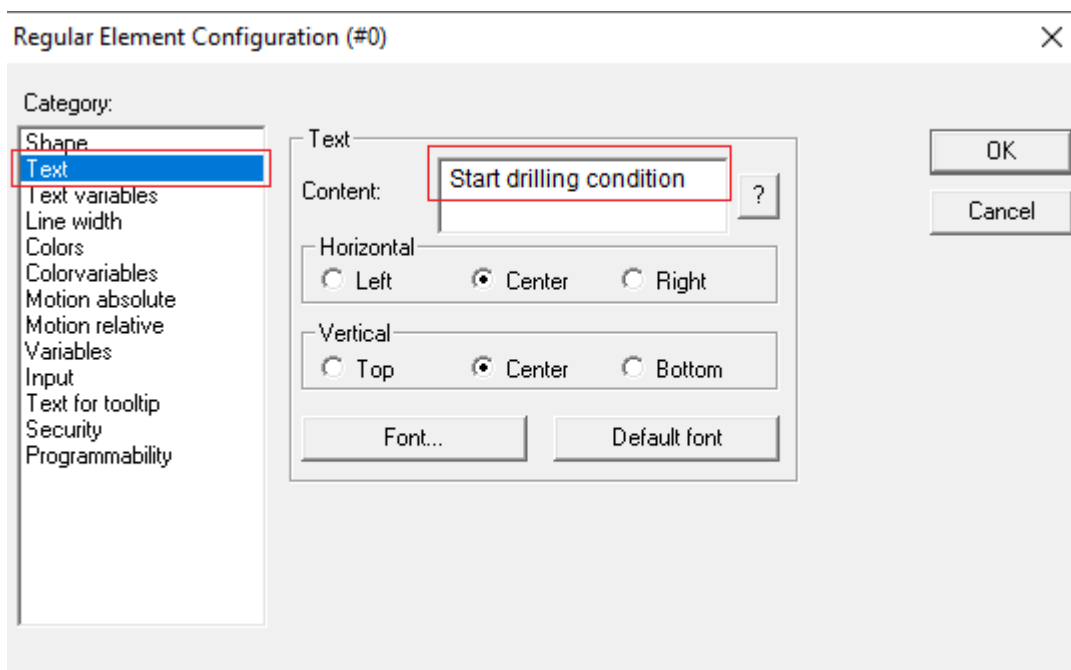 Regular Element Configuration (#0)
Category:
Shape
Text
Text variables
Line width
Colors
Colorvariables
Motion absolute
Motion relative
Variables
Input
Text for tooltip
Security
Programmability
Text
Content:
Start drilling condition
?
Horizontal
Left
Center
Right
Vertical
Top
Center
Bottom
Font...
Default font
OK
Cancel